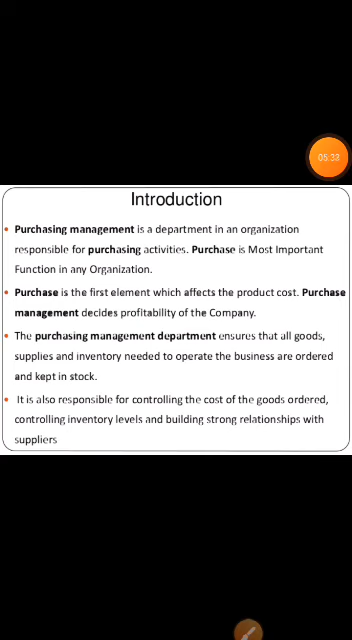 05:33
Introduction
• Purchasing management is a department in an organization
responsible for purchasing activities. Purchase is Most Important
Function in any Organization.
• Purchase is the first element which affects the product cost. Purchase
management decides profitability of the Company.
• The purchasing management department ensures that all goods,
supplies and inventory needed to operate the business are ordered
and kept in stock.
• It is also responsible for controlling the cost of the goods ordered,
controlling inventory levels and building strong relationships with
suppliers